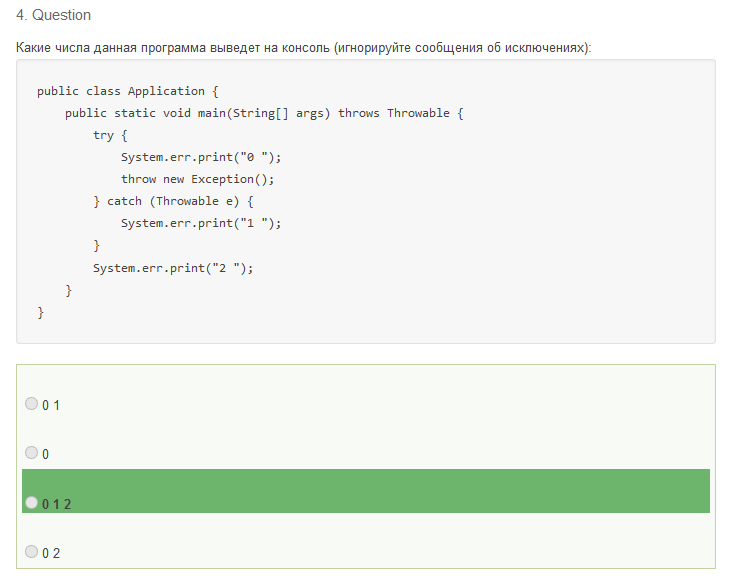 4. Question
Какие числа данная программа выведет на консоль (игнорируйте сообщения об исключениях):
public class Application {
    public static void main(String[] args) throws Throwable {
        try {
            System.err.print("0 ");
            throw new Exception();
        } catch (Throwable e) {
            System.err.print("1 ");
        }
        System.err.print("2 ");
    }
}
0 1
0
0 1 2
0 2